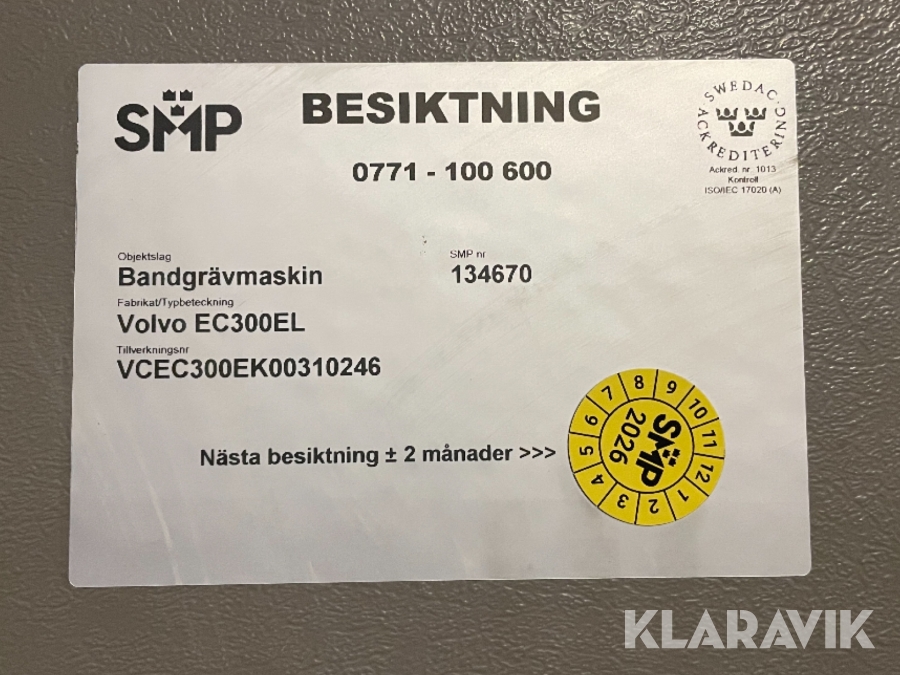 SMP
BESIKTNING
0771 - 100 600
SWEDAC
ACKREDITERING
Ackred. nr. 1013
Kontroll
ISO/IEC 17020 (A)
Objektslag
Bandgrävmaskin
SMP nr
134670
Fabrikat/Typbeteckning
Volvo EC300EL
Tillverkningsnr
VCEC300EK00310246
Nästa besiktning ± 2 månader >>>
1 2 3 4 5 6 7 8 9 10 11 12
SMP
2026
KLARAVIK